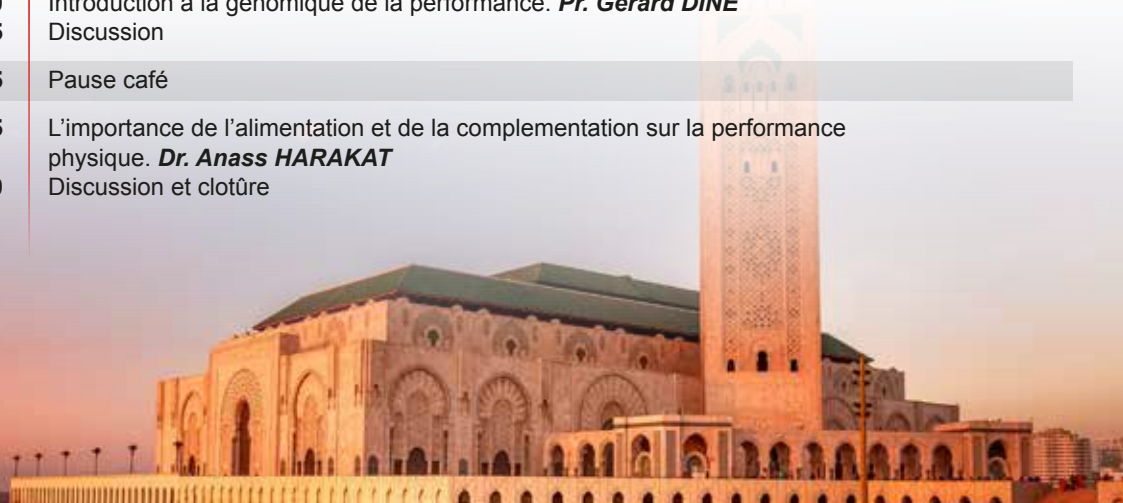 Introduction à la génomique de la performance. Pr. Gérard DINE
Discussion
Pause café
L'importance de l'alimentation et de la complementation sur la performance
physique. Dr. Anass HARAKAT
Discussion et clotûre